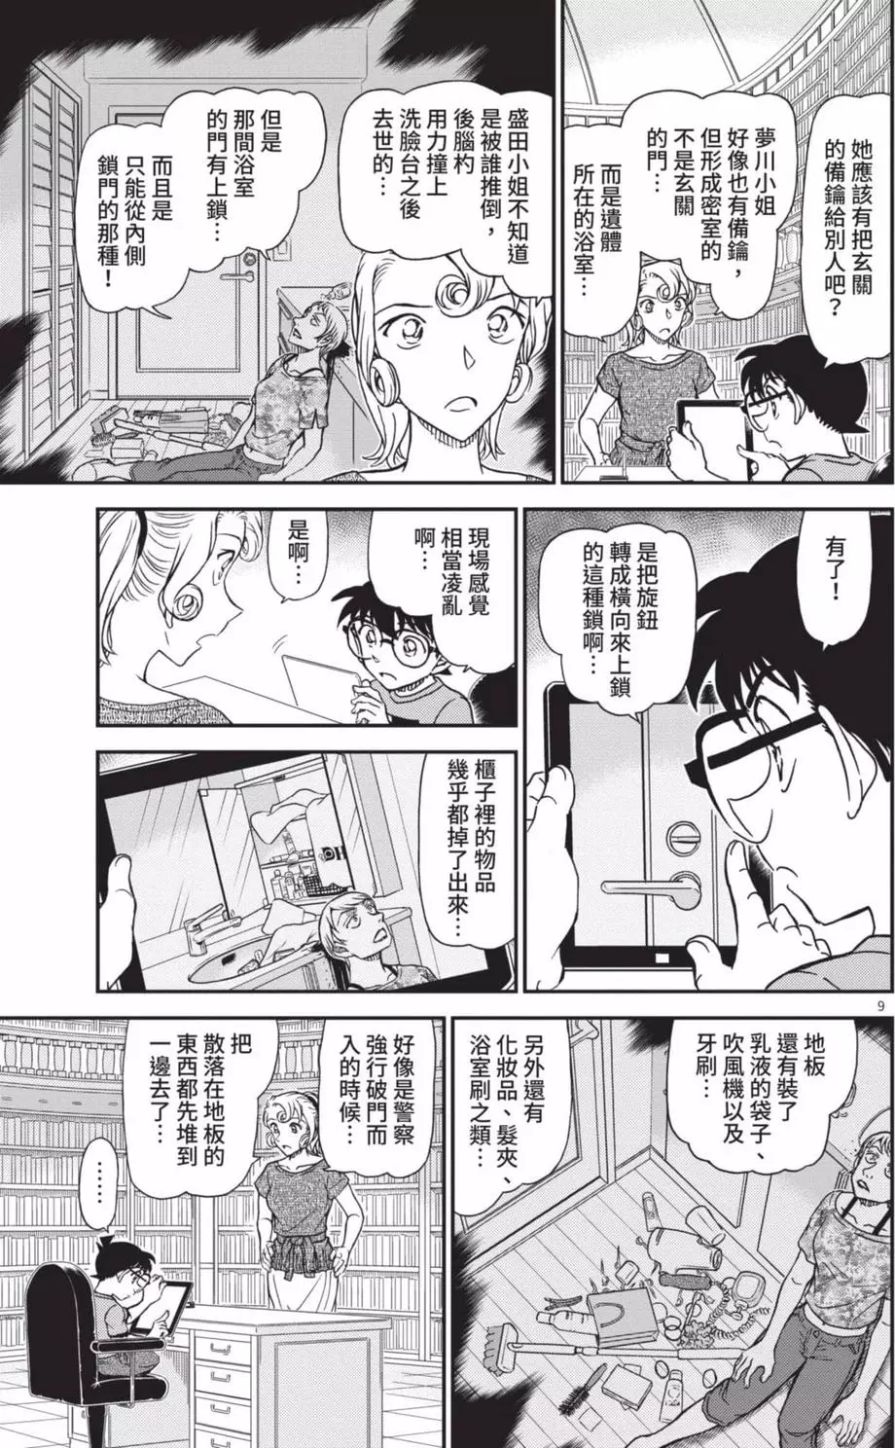 她應該有把玄關
的備鑰給別人吧？
夢川小姐
好像也有備鑰，
但形成密室的
不是玄關
的門…
而是遺體
所在的浴室…
盛田小姐不知道
是被誰推倒，
後腦杓
用力撞上
洗臉台之後
去世的…
但是
那間浴室
的門有上鎖…
而且是
只能從內側
鎖門的那種！
有了！
是把旋鈕
轉成橫向來上鎖
的這種鎖啊…
現場感覺
相當凌亂
啊…
是啊…
櫃子裡的物品
幾乎都掉了出來…
9
地板
還有裝了
乳液的袋子、
吹風機以及
牙刷…
另外還有
化妝品、髮夾、
浴室刷之類…
好像是警察
強行破門而
入的時候…
把
散落在地板的
東西都先堆到
一邊去了…
……